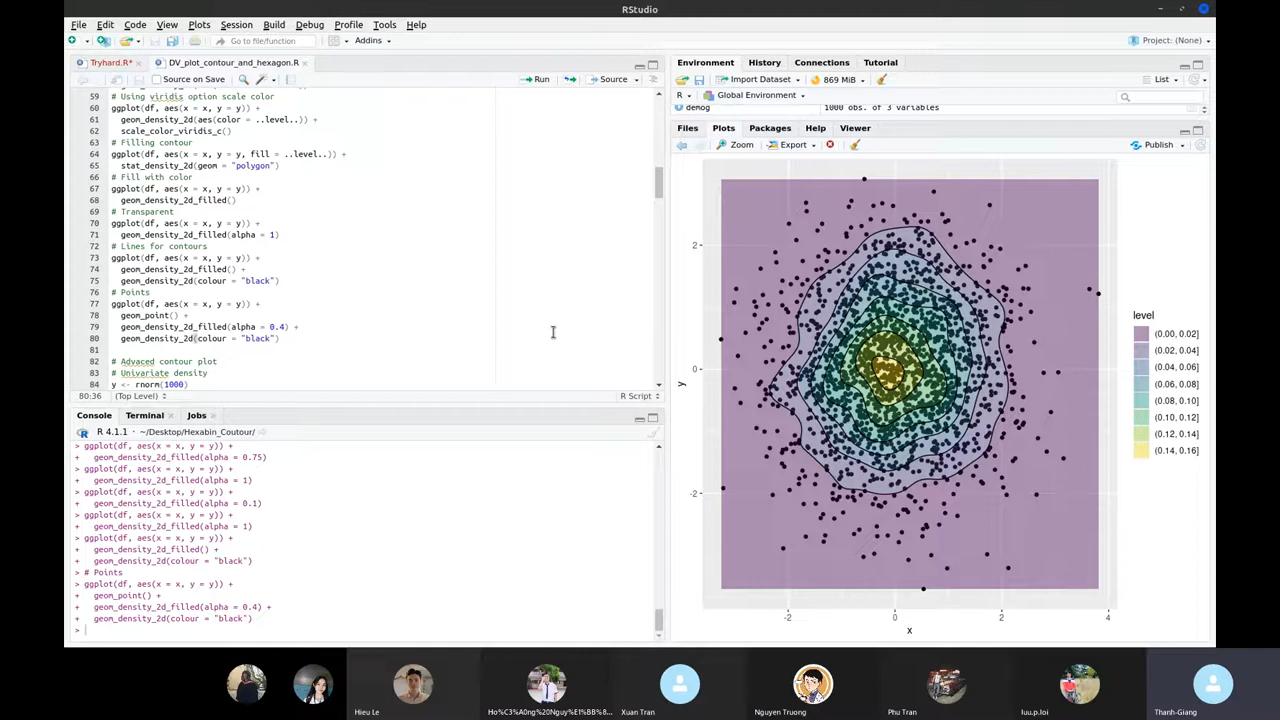 RStudio
File Edit Code View Plots Session Build Debug Profile Tools Help
Go to file/function
Addins
Project: (None)
Tryhard.R* DV_plot_contour_and_hexagon.R
Source on Save
Run
Source
59 # Using viridis option scale color
60 ggplot(df, aes(x = x, y = y)) +
61 geom_density_2d(aes(color = ..level..)) +
62 scale_color_viridis_c()
63 # Filling contour
64 ggplot(df, aes(x = x, y = y, fill = ..level..)) +
65 stat_density_2d(geom = "polygon")
66 # Fill with color
67 ggplot(df, aes(x = x, y = y)) +
68 geom_density_2d_filled()
69 # Transparent
70 ggplot(df, aes(x = x, y = y)) +
71 geom_density_2d_filled(alpha = 1)
72 # Lines for contours
73 ggplot(df, aes(x = x, y = y)) +
74 geom_density_2d_filled() +
75 geom_density_2d(colour = "black")
76 # Points
77 ggplot(df, aes(x = x, y = y)) +
78 geom_point() +
79 geom_density_2d_filled(alpha = 0.4) +
80 geom_density_2d(colour = "black")
81
82 # Advaced contour plot
83 # Univariate density
84 y <- rnorm(1000)
80:36 (Top Level) R Script
Console Terminal Jobs
R 4.1.1 · ~/Desktop/Hexabin_Coutour/
> ggplot(df, aes(x = x, y = y)) +
+ geom_density_2d_filled(alpha = 0.75)
> ggplot(df, aes(x = x, y = y)) +
+ geom_density_2d_filled(alpha = 1)
> ggplot(df, aes(x = x, y = y)) +
+ geom_density_2d_filled(alpha = 0.1)
> ggplot(df, aes(x = x, y = y)) +
+ geom_density_2d_filled(alpha = 1)
> ggplot(df, aes(x = x, y = y)) +
+ geom_density_2d_filled() +
+ geom_density_2d(colour = "black")
> # Points
> ggplot(df, aes(x = x, y = y)) +
+ geom_point() +
+ geom_density_2d_filled(alpha = 0.4) +
+ geom_density_2d(colour = "black")
>
Environment History Connections Tutorial
Import Dataset 869 MiB List
R Global Environment
demog 1000 obs. of 3 variables
Files Plots Packages Help Viewer
Zoom Export Publish
2
0
-2
y
-2 0 2 4
x
level
(0.00, 0.02]
(0.02, 0.04]
(0.04, 0.06]
(0.06, 0.08]
(0.08, 0.10]
(0.10, 0.12]
(0.12, 0.14]
(0.14, 0.16]
Hieu Le
Ho%C3%A0ng%20Nguy%E1%BB%8...
Xuan Tran
Nguyen Truong
Phu Tran
luu.p.loi
Thanh-Giang